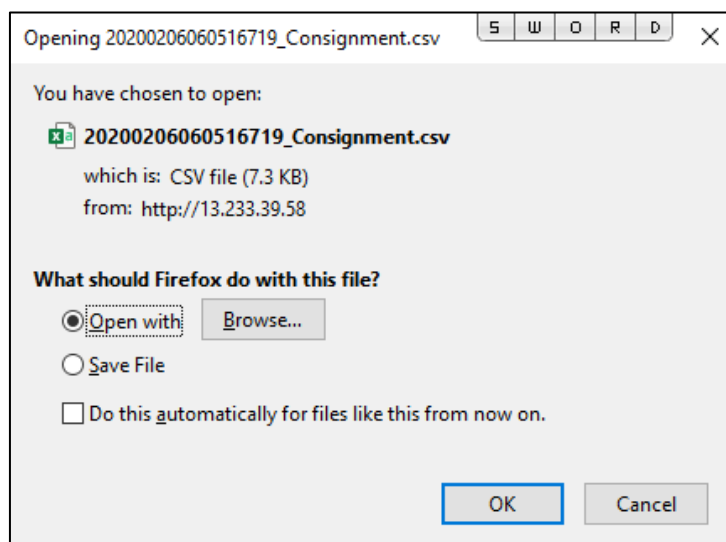 Opening 20200206060516719_Consignment.csv
S W O R D
You have chosen to open:
20200206060516719_Consignment.csv
which is: CSV file (7.3 KB)
from: http://13.233.39.58
What should Firefox do with this file?
Open with
Browse...
Save File
Do this automatically for files like this from now on.
OK
Cancel